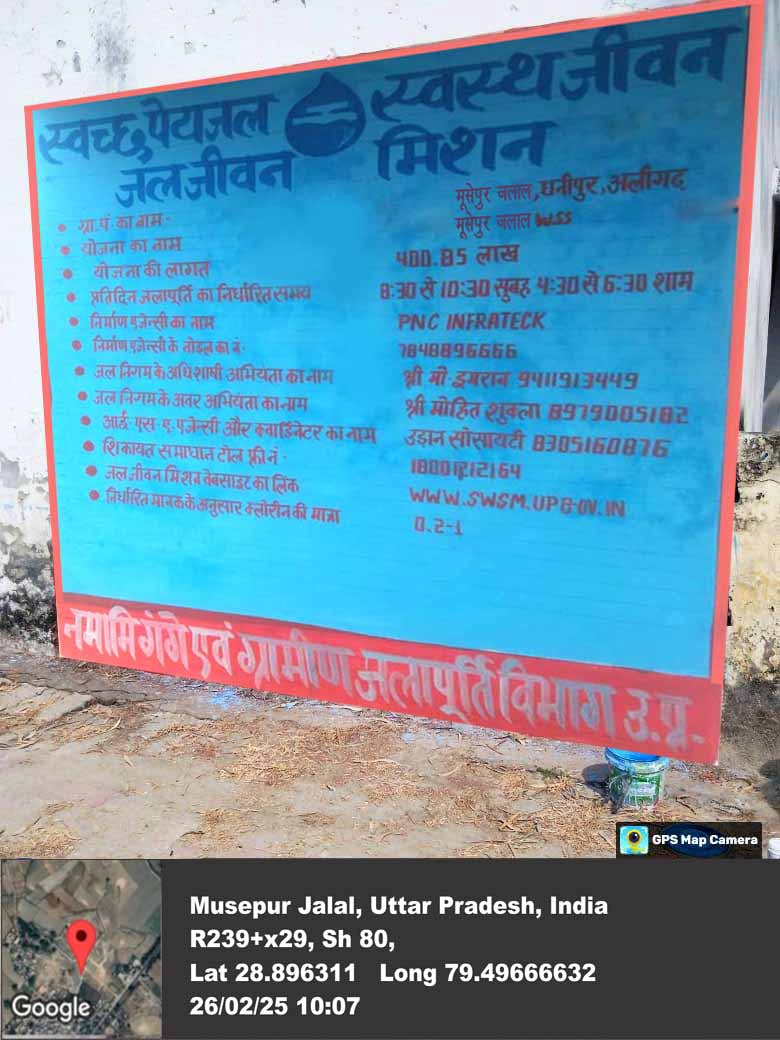 स्वच्छ पेयजल स्वस्थ जीवन
जल जीवन मिशन
ग्रा.पं. का नाम- मूसेपुर जलाल, धनीपुर, अलीगढ़
योजना का नाम मूसेपुर जलाल W.S.S
योजना की लागत 400.85 लाख
प्रतिदिन जलापूर्ति का निर्धारित समय 8:30 से 10:30 सुबह 4:30 से 6:30 शाम
निर्माण एजेन्सी का नाम PNC INFRATECK
निर्माण एजेन्सी के नोडल का नं- 7848896666
जल निगम के अधिशाषी अभियंता का नाम श्री मो. इमरान 9411913449
जल निगम के अवर अभियंता का नाम श्री मोहित शुक्ला 8979005182
आई- एस- ए- एजेन्सी और क्वार्डिनेटर का नाम उड़ान सोसायटी 8305160876
शिकायत समाधान टोल फ्री नं- 18001212164
जल जीवन मिशन वेबसाइट का लिंक WWW.SWSM.UPG-OV.IN
निर्धारित मानक के अनुसार क्लोरीन की मात्रा 0.2-1
नमामि गंगे एवं ग्रामीण जलापूर्ति विभाग उ.प्र.
GPS Map Camera
Musepur Jalal, Uttar Pradesh, India
R239+x29, Sh 80,
Lat 28.896311 Long 79.49666632
26/02/25 10:07
Google